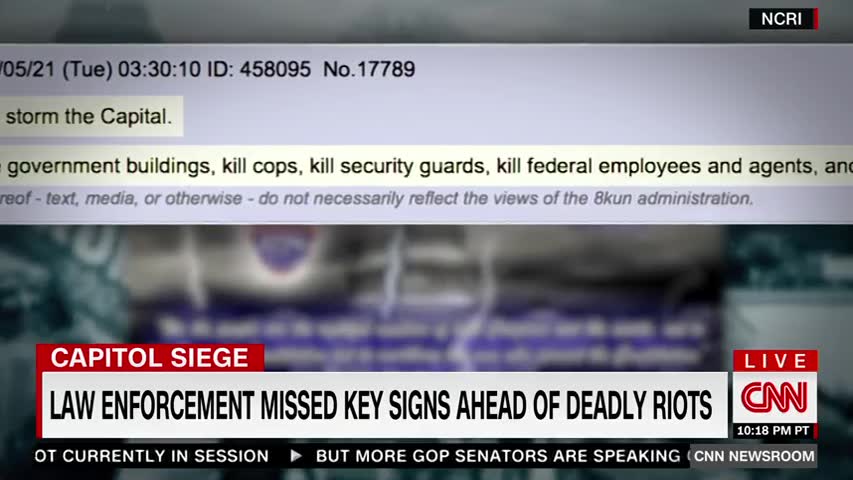 NCRI
/05/21 (Tue) 03:30:10 ID: 458095 No.17789
storm the Capital.
government buildings, kill cops, kill security guards, kill federal employees and agents, and
reof - text, media, or otherwise - do not necessarily reflect the views of the 8kun administration.
CAPITOL SIEGE
LAW ENFORCEMENT MISSED KEY SIGNS AHEAD OF DEADLY RIOTS
LIVE
CNN
10:18 PM PT
OT CURRENTLY IN SESSION ▶ BUT MORE GOP SENATORS ARE SPEAKING
CNN NEWSROOM